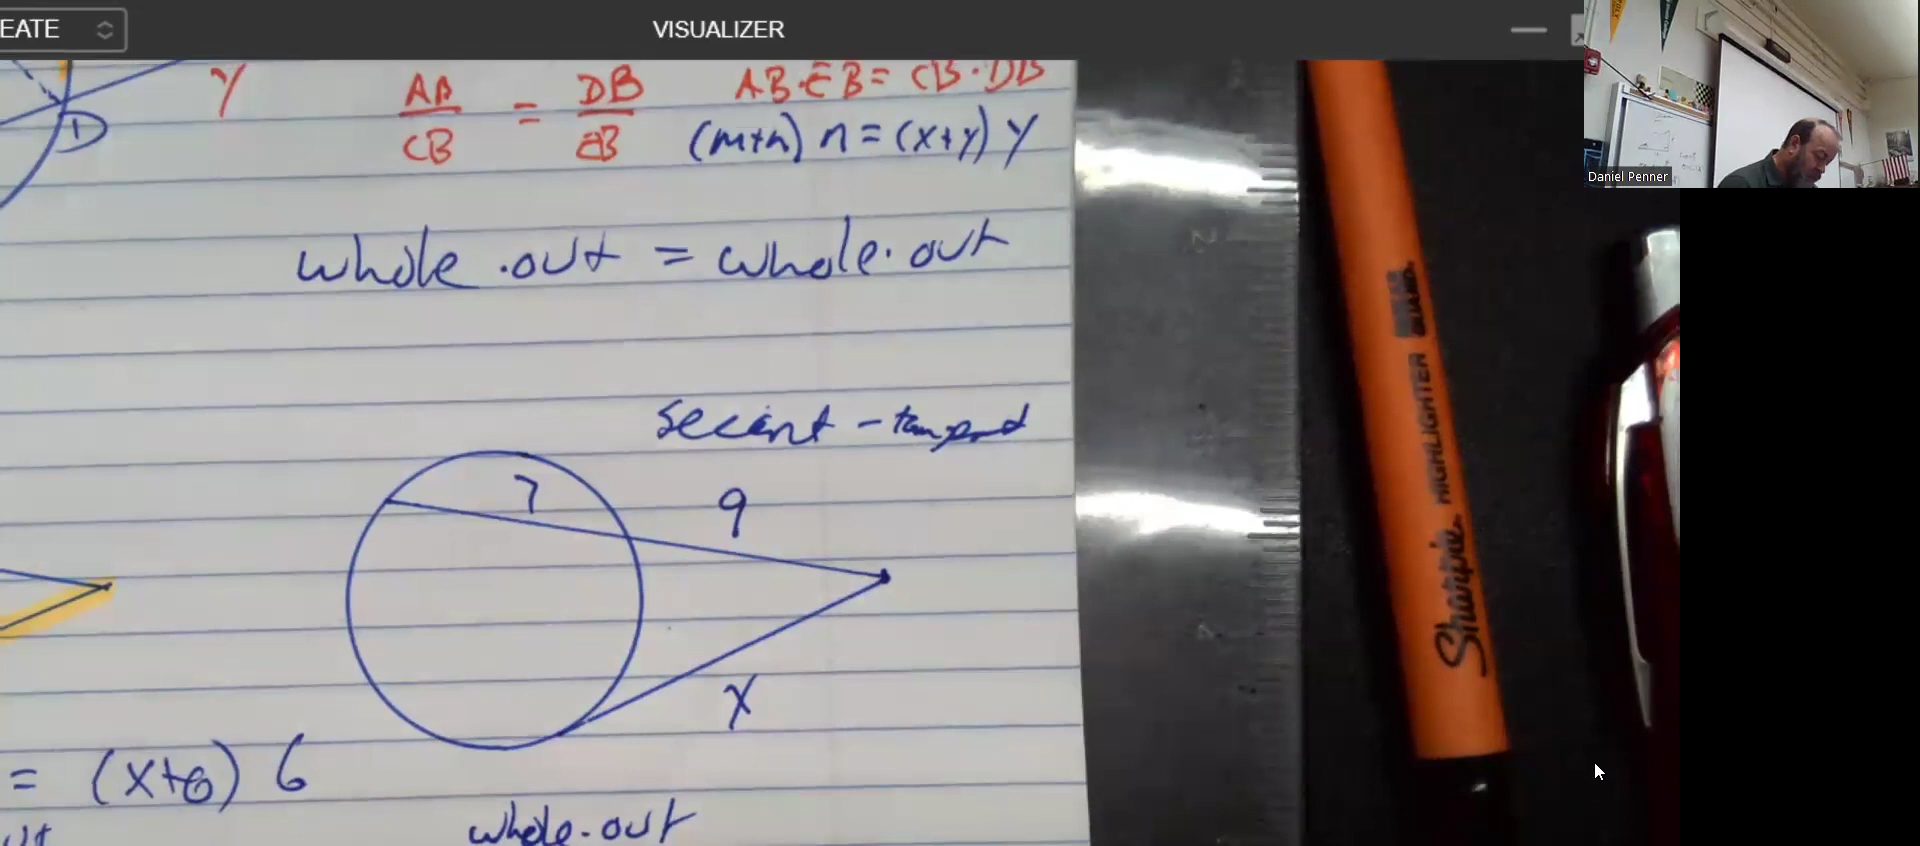 EATE
VISUALIZER
Daniel Penner
D
y
AB/CB = DB/EB
AB·EB = CB·DB
(m+n) n = (x+y) y
whole·out = whole·out
secant - tangent
7
9
x
= (x+6) 6
whole·out
Sharpie HIGHLIGHTER